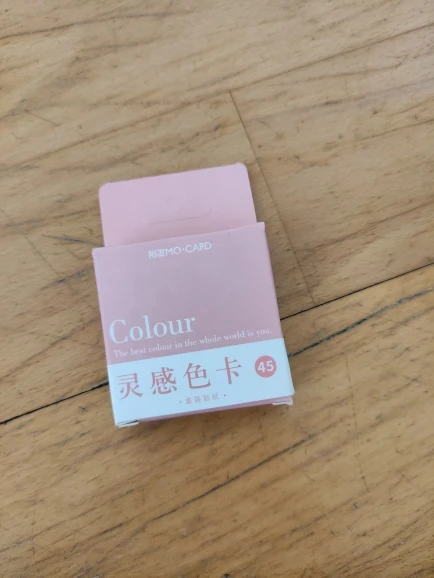 MO·CARD
Colour
The best colour in the whole world is you.
灵感色卡
45